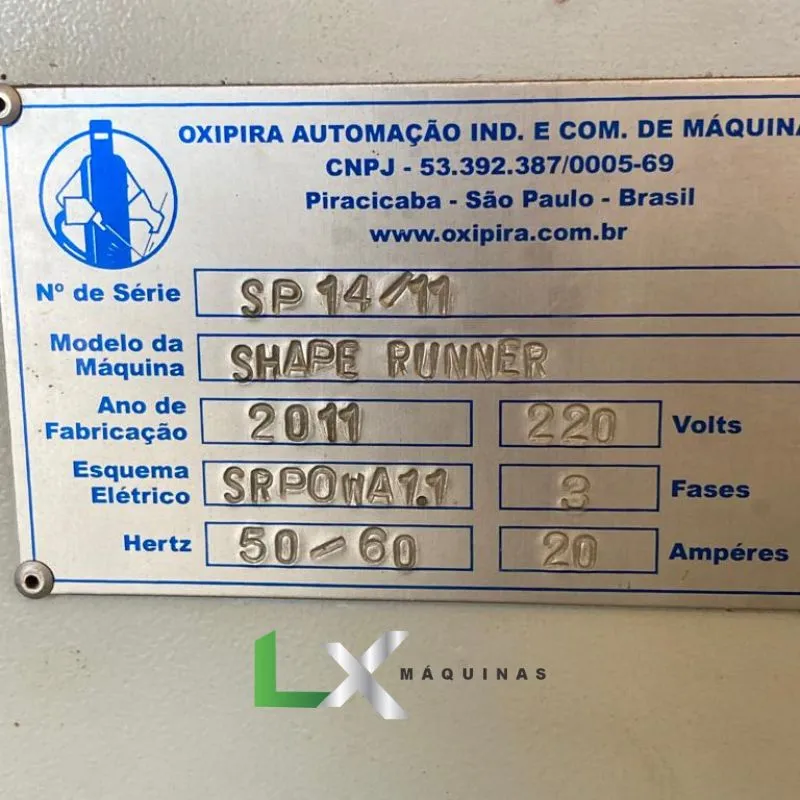 OXIPIRA AUTOMAÇÃO IND. E COM. DE MÁQUINA
CNPJ - 53.392.387/0005-69
Piracicaba - São Paulo - Brasil
www.oxipira.com.br
Nº de Série SP 14/11
Modelo da Máquina SHAPE RUNNER
Ano de Fabricação 2011 220 Volts
Esquema Elétrico SRPOWA1.1 3 Fases
Hertz 50-60 20 Ampéres
LX MÁQUINAS